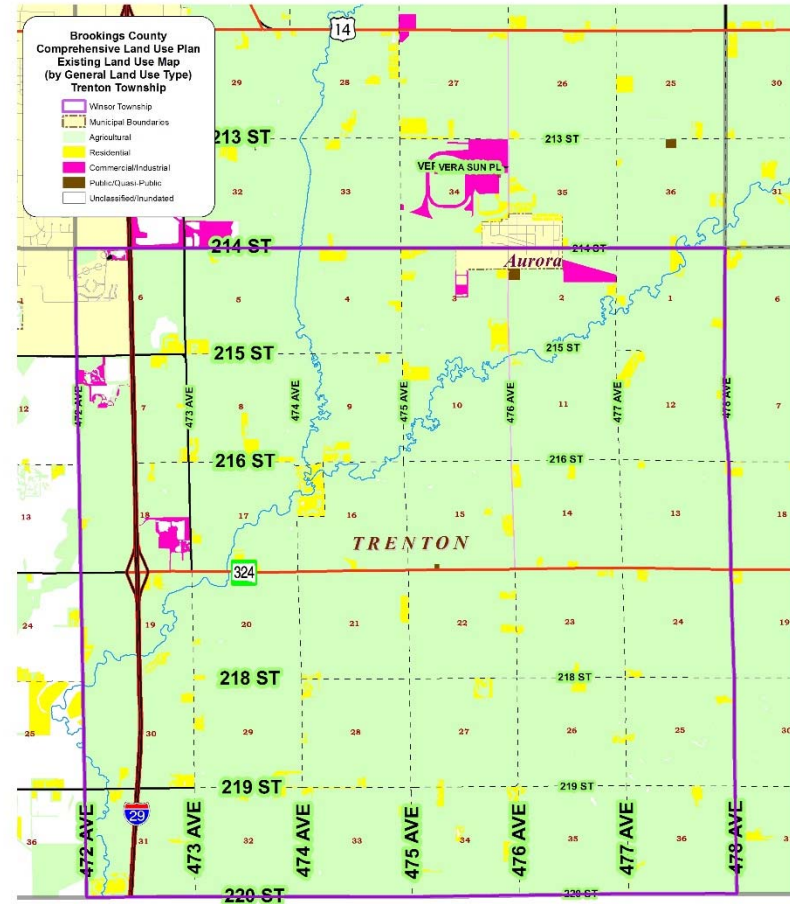 Brookings County
Comprehensive Land Use Plan
Existing Land Use Map
(by General Land Use Type)
Trenton Township
Winsor Township
Municipal Boundaries
Agricultural
Residential
Commercial/Industrial
Public/Quasi-Public
Unclassified/Inundated
14
29 28 27 26 25 30
213 ST 213 ST
VERA SUN PL
32 33 34 35 36 31
214 ST 214 ST
Aurora
1 6 5 4 3 2 1 6
215 ST 215 ST
472 AVE 473 AVE 474 AVE 475 AVE 476 AVE 477 AVE 478 AVE
12 7 8 9 10 11 12 7
216 ST 216 ST
13 18 17 16 15 14 13 18
TRENTON
324
24 19 20 21 22 23 24 19
218 ST 218 ST
25 30 29 28 27 26 25 30
219 ST 219 ST
29
472 AVE 473 AVE 474 AVE 475 AVE 476 AVE 477 AVE 478 AVE
36 31 32 33 34 35 36 31
220 ST 220 ST